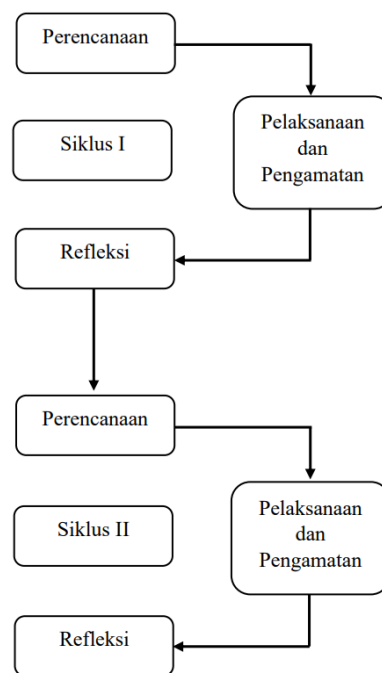 Perencanaan
Pelaksanaan
dan
Pengamatan
Siklus I
Refleksi
Perencanaan
Pelaksanaan
dan
Pengamatan
Siklus II
Refleksi